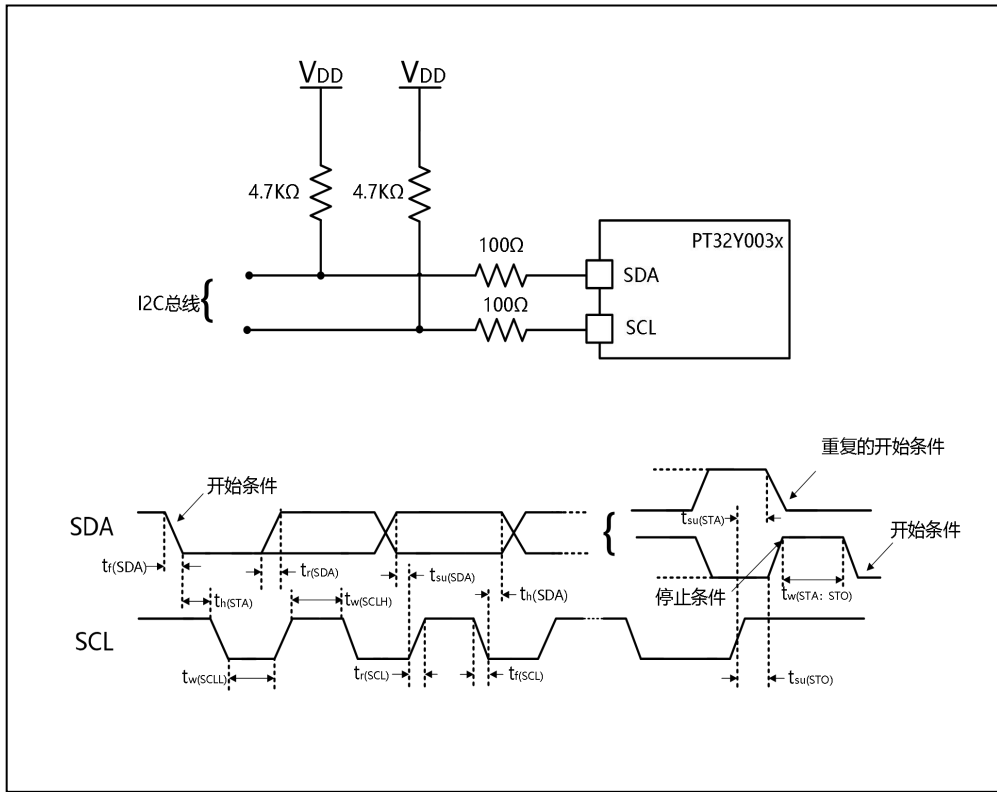 VDD
VDD
4.7KΩ
4.7KΩ
100Ω
PT32Y003x
SDA
I2C总线
100Ω
SCL
重复的开始条件
开始条件
SDA
tsu(STA)
开始条件
tf(SDA)
tr(SDA)
tsu(SDA)
th(SDA)
停止条件
tw(STA: STO)
th(STA)
tw(SCLH)
SCL
tw(SCLL)
tr(SCL)
tf(SCL)
tsu(STO)